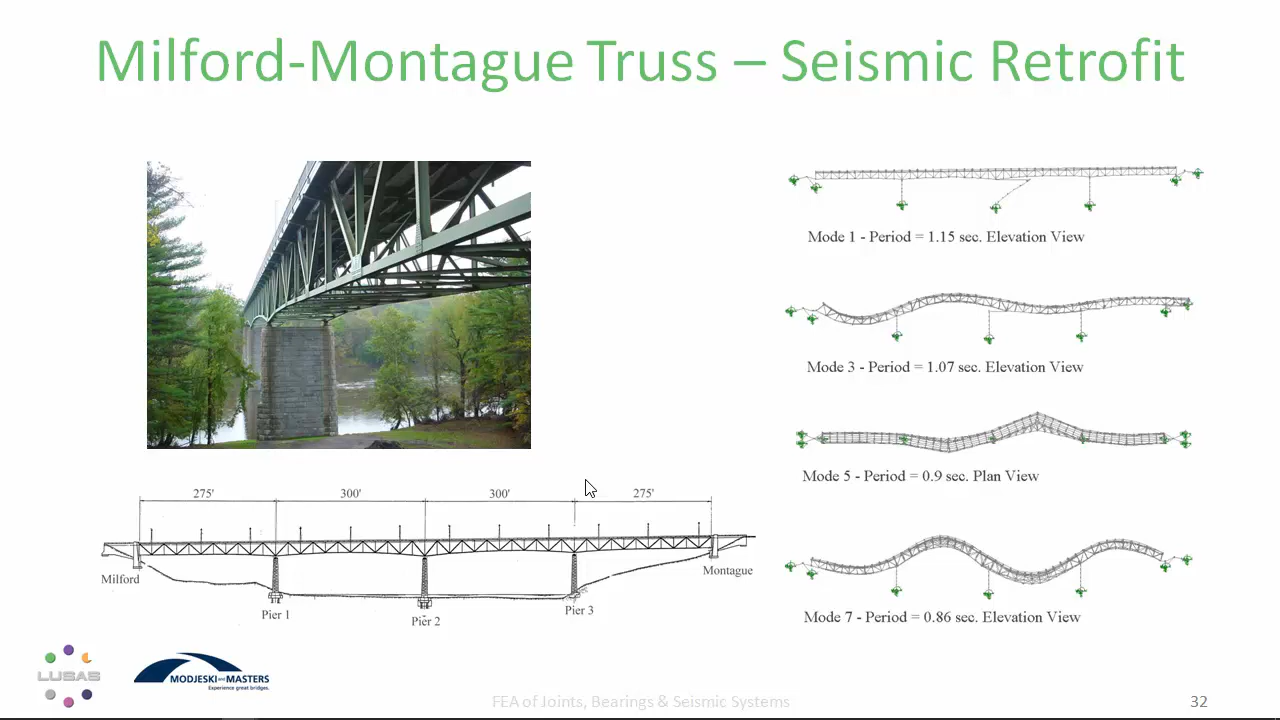 Milford-Montague Truss – Seismic Retrofit
Mode 1 - Period = 1.15 sec. Elevation View
Mode 3 - Period = 1.07 sec. Elevation View
Mode 5 - Period = 0.9 sec. Plan View
Mode 7 - Period = 0.86 sec. Elevation View
275' 300' 300' 275'
Milford
Montague
Pier 1
Pier 2
Pier 3
LUSAS
MODJESKI and MASTERS
Experience great bridges.
FEA of Joints, Bearings & Seismic Systems
32